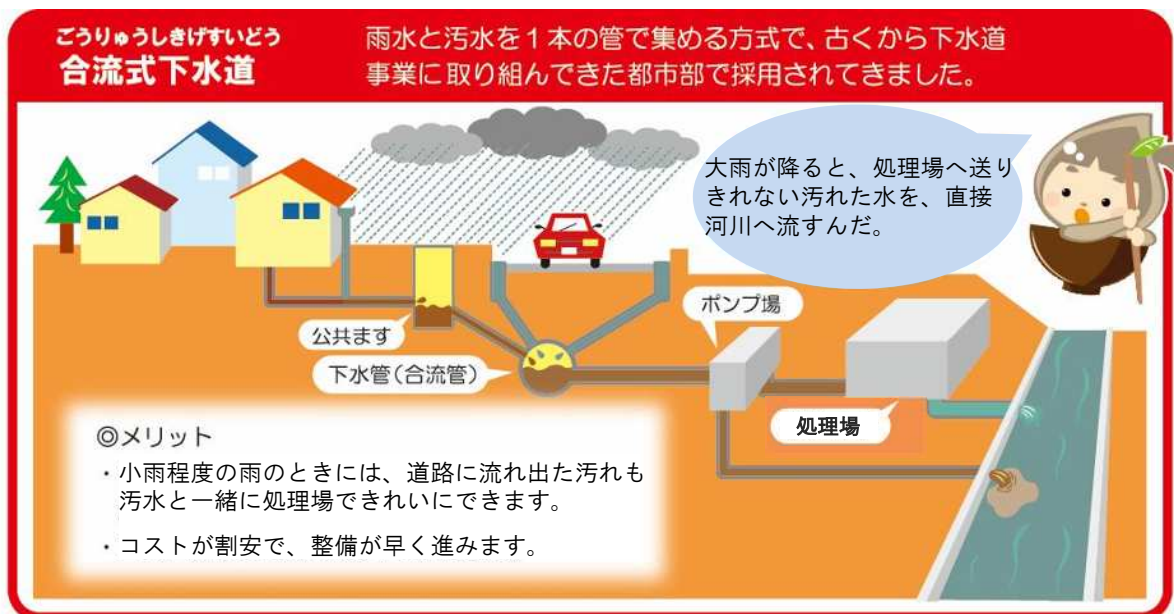 ごうりゅうしきげすいどう
合流式下水道
雨水と汚水を1本の管で集める方式で、古くから下水道
事業に取り組んできた都市部で採用されてきました。
大雨が降ると、処理場へ送り
きれない汚れた水を、直接
河川へ流すんだ。
ポンプ場
公共ます
下水管(合流管)
処理場
◎メリット
・小雨程度の雨のときには、道路に流れ出た汚れも
汚水と一緒に処理場できれいにできます。
・コストが割安で、整備が早く進みます。